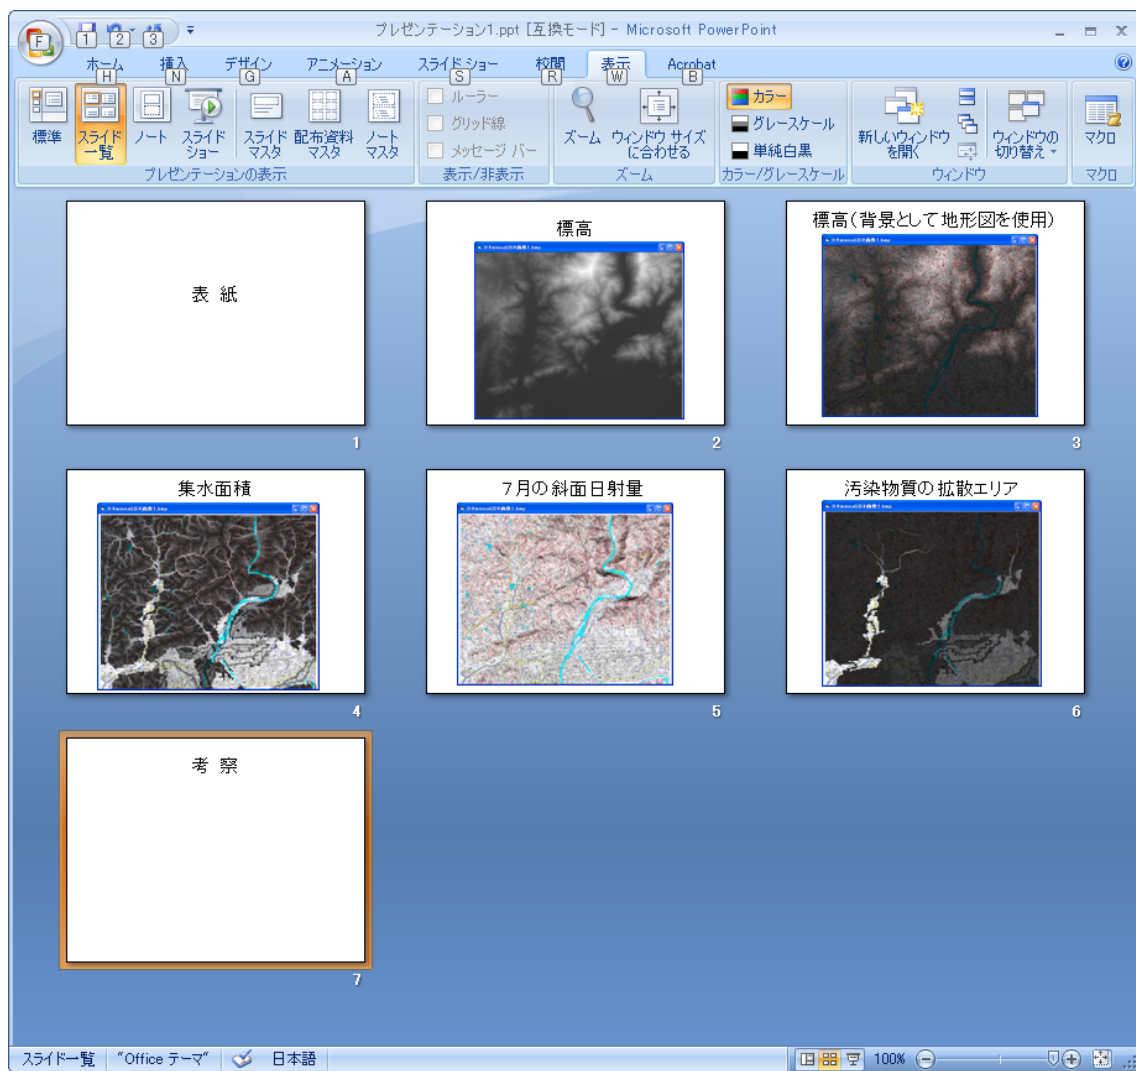 プレゼンテーション1.ppt [互換モード] - Microsoft PowerPoint
F
1 2 3
ホーム 挿入 デザイン アニメーション スライド ショー 校閲 表示 Acrobat
H N G A S R W B
標準 スライド一覧 ノート スライドショー スライドマスタ 配布資料マスタ ノートマスタ
プレゼンテーションの表示
ルーラー
グリッド線
メッセージ バー
表示/非表示
ズーム ウィンドウ サイズに合わせる
ズーム
カラー
グレースケール
単純白黒
カラー/グレースケール
新しいウィンドウを開く ウィンドウの切り替え
ウィンドウ
マクロ
マクロ
表 紙
1
標高
2
標高(背景として地形図を使用)
3
集水面積
4
7月の斜面日射量
5
汚染物質の拡散エリア
6
考 察
7
スライド一覧 "Office テーマ" 日本語 100%